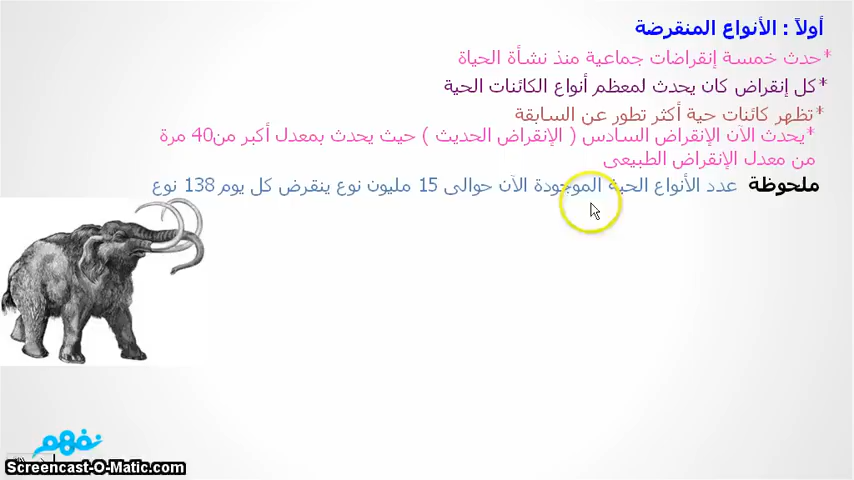 أولاً : الأنواع المنقرضة
*حدث خمسة إنقراضات جماعية منذ نشأة الحياة
*كل إنقراض كان يحدث لمعظم أنواع الكائنات الحية
*تظهر كائنات حية أكثر تطور عن السابقة
*يحدث الآن الإنقراض السادس ( الإنقراض الحديث ) حيث يحدث بمعدل أكبر من40 مرة
من معدل الإنقراض الطبيعى
ملحوظة عدد الأنواع الحية الموجودة الآن حوالى 15 مليون نوع ينقرض كل يوم 138 نوع
نفهم
Screencast-O-Matic.com